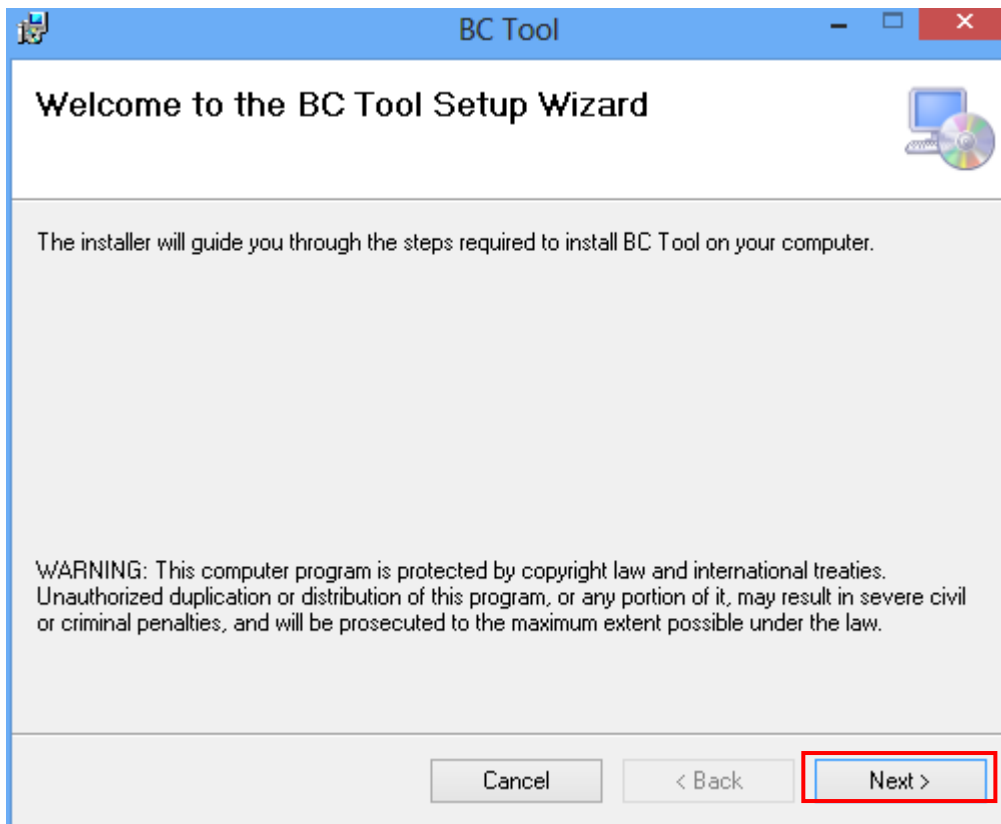 BC Tool
Welcome to the BC Tool Setup Wizard
The installer will guide you through the steps required to install BC Tool on your computer.
WARNING: This computer program is protected by copyright law and international treaties.
Unauthorized duplication or distribution of this program, or any portion of it, may result in severe civil
or criminal penalties, and will be prosecuted to the maximum extent possible under the law.
Cancel < Back Next >